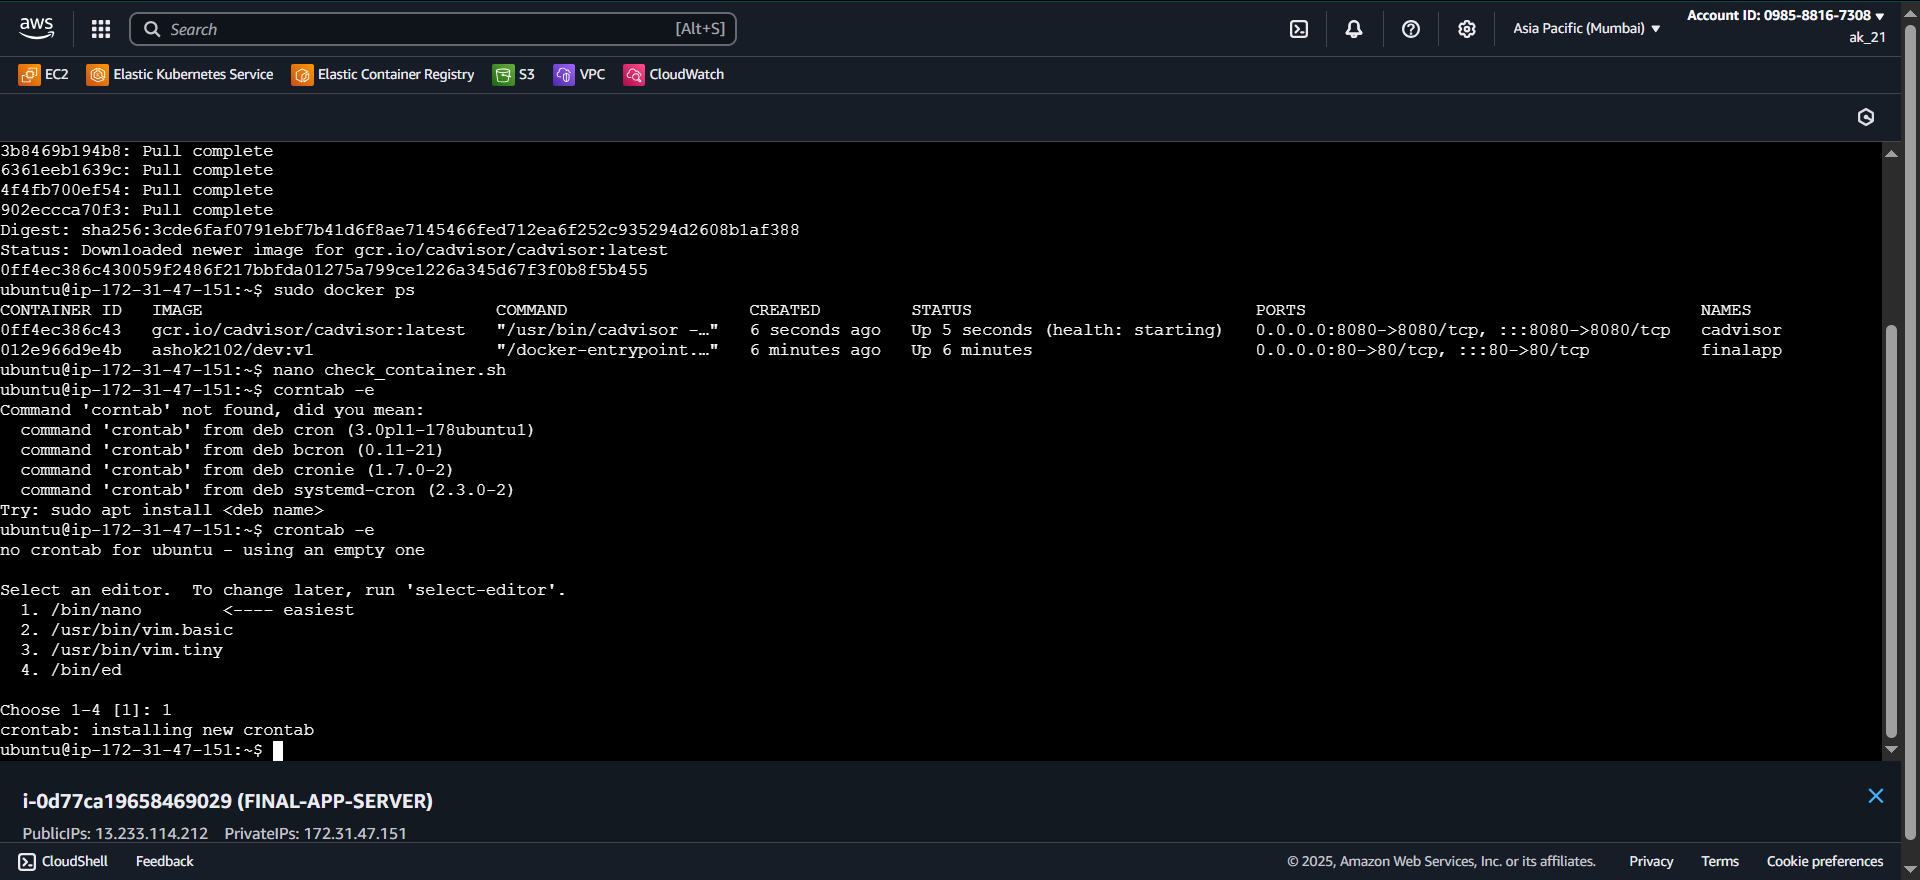 aws
Search [Alt+S]
Asia Pacific (Mumbai) ▼
Account ID: 0985-8816-7308 ▼
ak_21
EC2 Elastic Kubernetes Service Elastic Container Registry S3 VPC CloudWatch
3b8469b194b8: Pull complete
6361eeb1639c: Pull complete
4f4fb700ef54: Pull complete
902eccca70f3: Pull complete
Digest: sha256:3cde6faf0791ebf7b41d6f8ae7145466fed712ea6f252c935294d2608b1af388
Status: Downloaded newer image for gcr.io/cadvisor/cadvisor:latest
0ff4ec386c430059f2486f217bbfda01275a799ce1226a345d67f3f0b8f5b455
ubuntu@ip-172-31-47-151:~$ sudo docker ps
CONTAINER ID   IMAGE                             COMMAND                  CREATED         STATUS                            PORTS                                       NAMES
0ff4ec386c43   gcr.io/cadvisor/cadvisor:latest   "/usr/bin/cadvisor -…"   6 seconds ago   Up 5 seconds (health: starting)   0.0.0.0:8080->8080/tcp, :::8080->8080/tcp   cadvisor
012e966d9e4b   ashok2102/dev:v1                  "/docker-entrypoint.…"   6 minutes ago   Up 6 minutes                      0.0.0.0:80->80/tcp, :::80->80/tcp           finalapp
ubuntu@ip-172-31-47-151:~$ nano check_container.sh
ubuntu@ip-172-31-47-151:~$ corntab -e
Command 'corntab' not found, did you mean:
  command 'crontab' from deb cron (3.0pl1-178ubuntu1)
  command 'crontab' from deb bcron (0.11-21)
  command 'crontab' from deb cronie (1.7.0-2)
  command 'crontab' from deb systemd-cron (2.3.0-2)
Try: sudo apt install <deb name>
ubuntu@ip-172-31-47-151:~$ crontab -e
no crontab for ubuntu - using an empty one
Select an editor.  To change later, run 'select-editor'.
  1. /bin/nano        <---- easiest
  2. /usr/bin/vim.basic
  3. /usr/bin/vim.tiny
  4. /bin/ed
Choose 1-4 [1]: 1
crontab: installing new crontab
ubuntu@ip-172-31-47-151:~$
i-0d77ca19658469029 (FINAL-APP-SERVER)
PublicIPs: 13.233.114.212 PrivateIPs: 172.31.47.151
CloudShell Feedback © 2025, Amazon Web Services, Inc. or its affiliates. Privacy Terms Cookie preferences